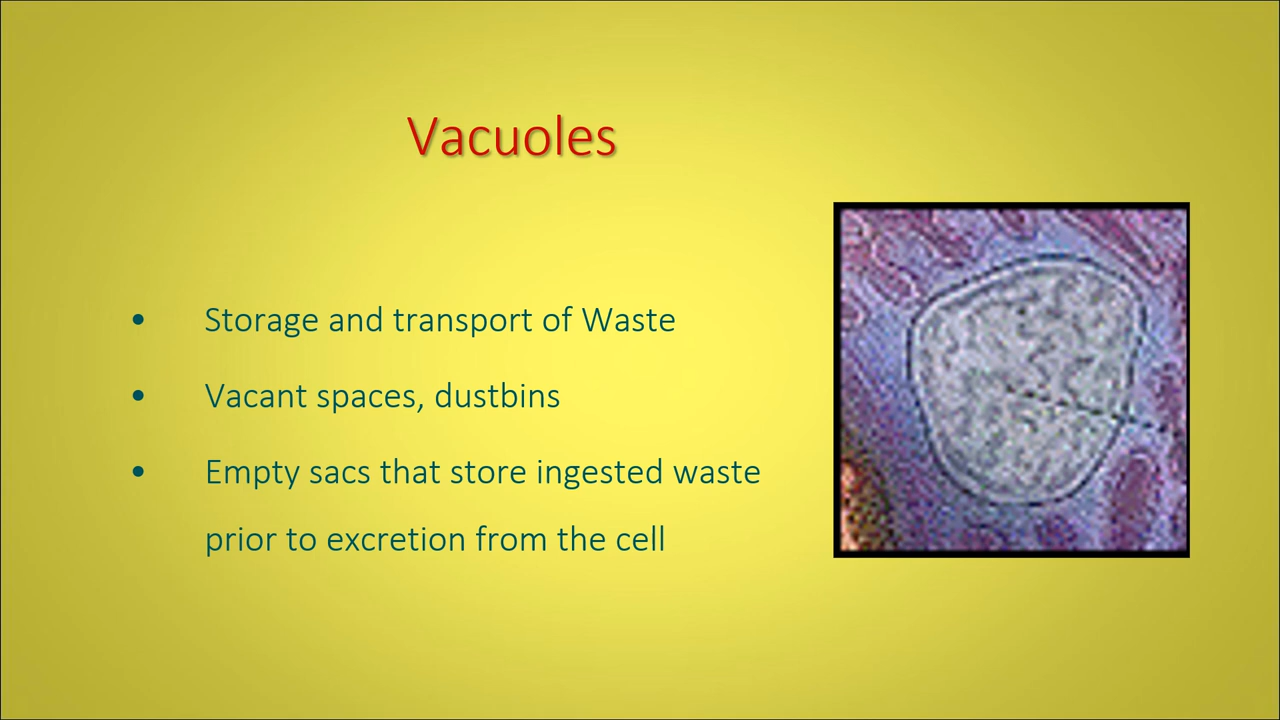 Vacuoles
• Storage and transport of Waste
• Vacant spaces, dustbins
• Empty sacs that store ingested waste
prior to excretion from the cell